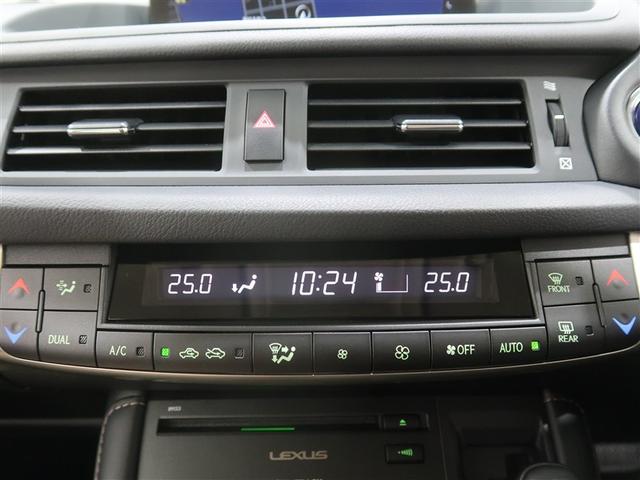 25.0 10:24 25.0
FRONT
DUAL A/C OFF AUTO REAR
LEXUS